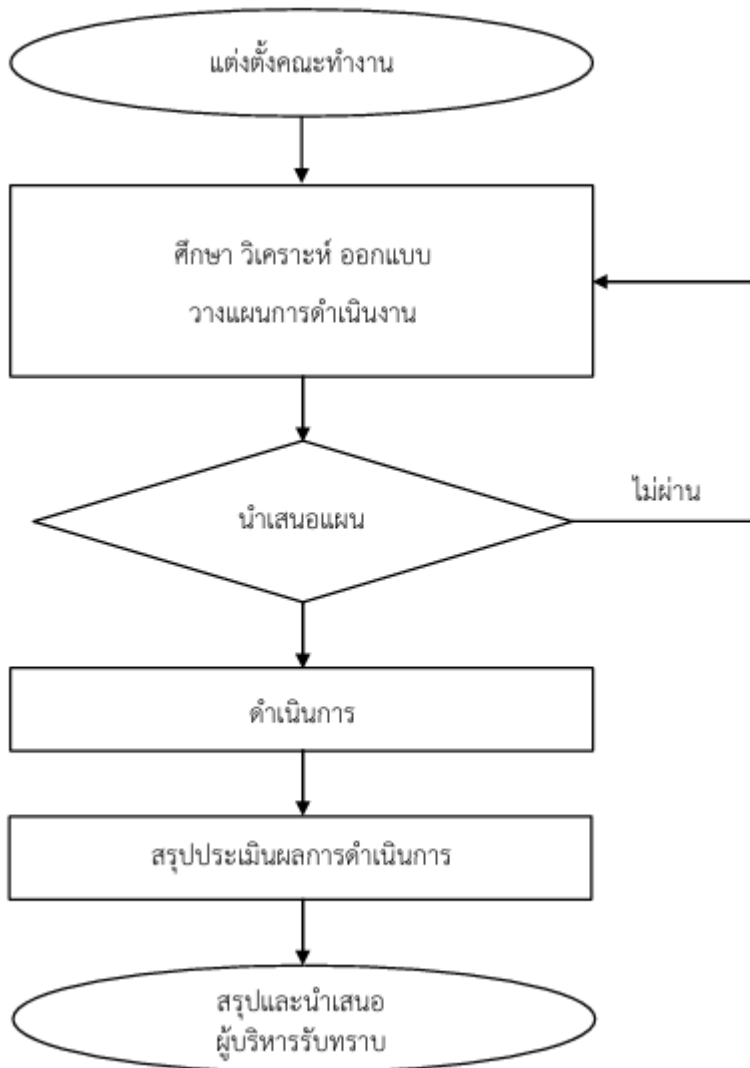 แต่งตั้งคณะทำงาน
ศึกษา วิเคราะห์ ออกแบบ
วางแผนการดำเนินงาน
ไม่ผ่าน
นำเสนอแผน
ดำเนินการ
สรุปประเมินผลการดำเนินการ
สรุปและนำเสนอ
ผู้บริหารรับทราบ